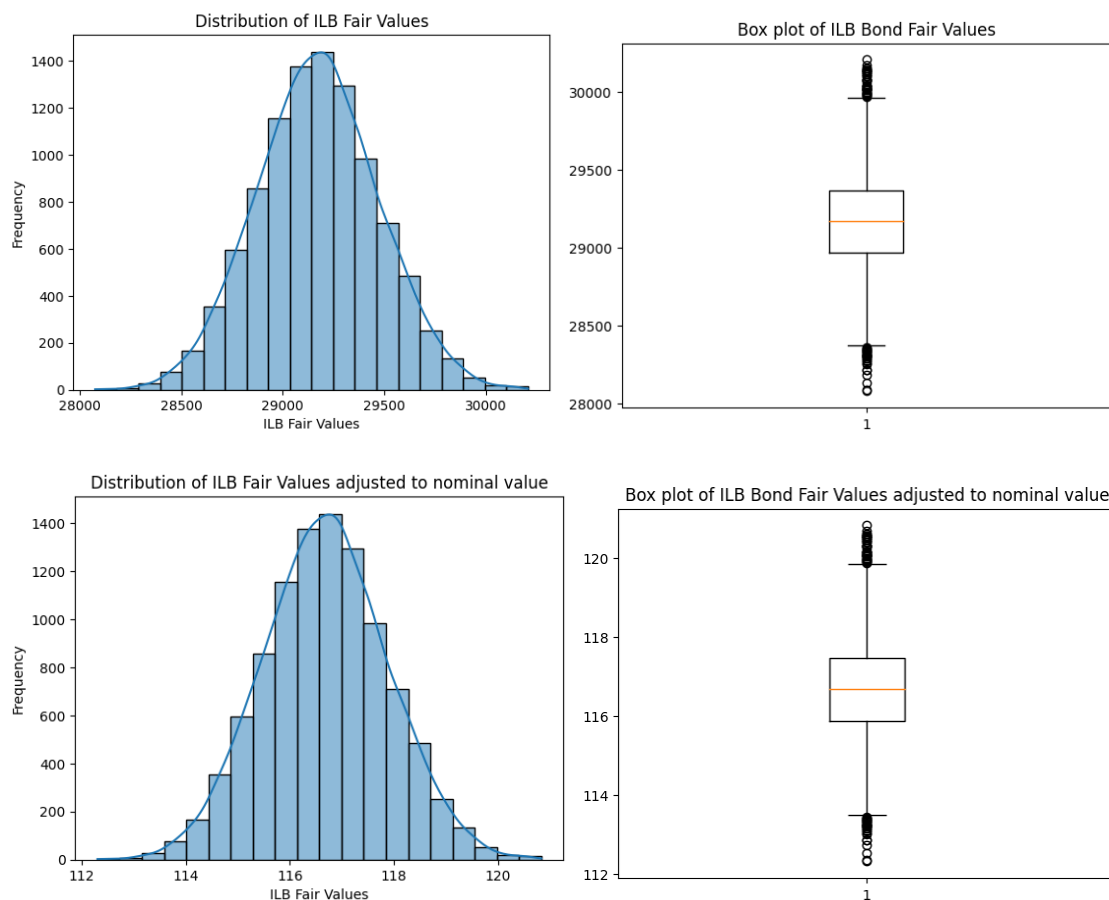 Distribution of ILB Fair Values
Frequency
1400
1200
1000
800
600
400
200
0
28000 28500 29000 29500 30000
ILB Fair Values
Box plot of ILB Bond Fair Values
30000
29500
29000
28500
28000
1
Distribution of ILB Fair Values adjusted to nominal value
Frequency
1400
1200
1000
800
600
400
200
0
112 114 116 118 120
ILB Fair Values
Box plot of ILB Bond Fair Values adjusted to nominal value
120
118
116
114
112
1